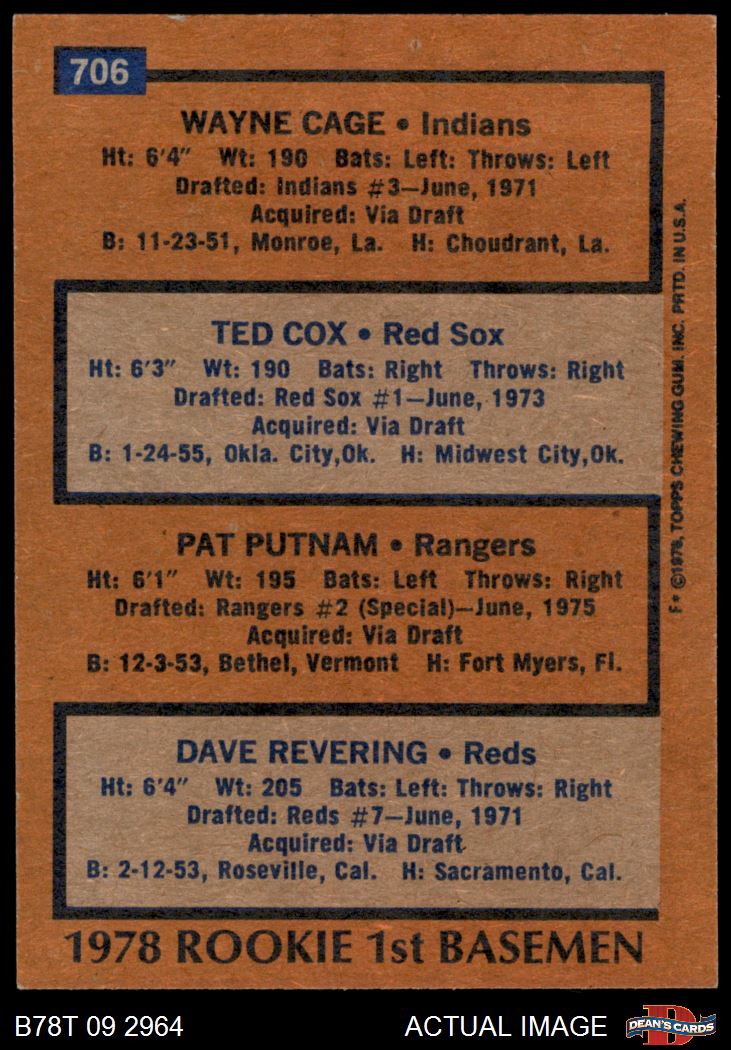 706
WAYNE CAGE • Indians
Ht: 6'4" Wt: 190 Bats: Left: Throws: Left
Drafted: Indians #3—June, 1971
Acquired: Via Draft
B: 11-23-51, Monroe, La. H: Choudrant, La.
TED COX • Red Sox
Ht: 6'3" Wt: 190 Bats: Right Throws: Right
Drafted: Red Sox #1—June, 1973
Acquired: Via Draft
B: 1-24-55, Okla. City,Ok. H: Midwest City,Ok.
PAT PUTNAM • Rangers
Ht: 6'1" Wt: 195 Bats: Left Throws: Right
Drafted: Rangers #2 (Special)—June, 1975
Acquired: Via Draft
B: 12-3-53, Bethel, Vermont H: Fort Myers, Fl.
DAVE REVERING • Reds
Ht: 6'4" Wt: 205 Bats: Left: Throws: Right
Drafted: Reds #7—June, 1971
Acquired: Via Draft
B: 2-12-53, Roseville, Cal. H: Sacramento, Cal.
1978 ROOKIE 1st BASEMEN
F* ©1978, TOPPS CHEWING GUM, INC. PRTD. IN U.S.A.
B78T 09 2964 ACTUAL IMAGE
D
DEAN'S CARDS